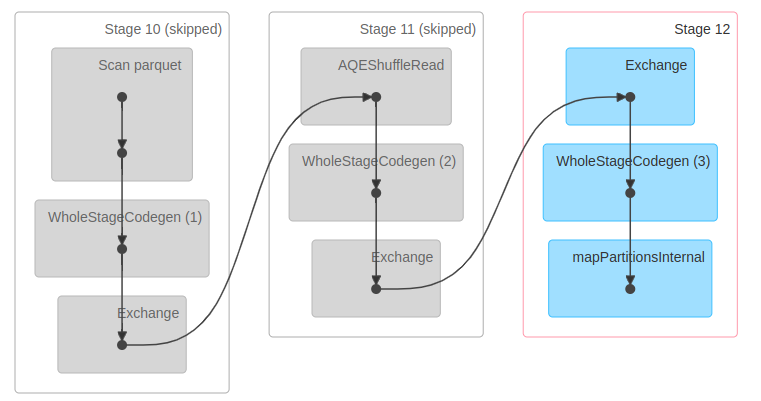 Stage 10 (skipped)
Scan parquet
WholeStageCodegen (1)
Exchange
Stage 11 (skipped)
AQEShuffleRead
WholeStageCodegen (2)
Exchange
Stage 12
Exchange
WholeStageCodegen (3)
mapPartitionsInternal